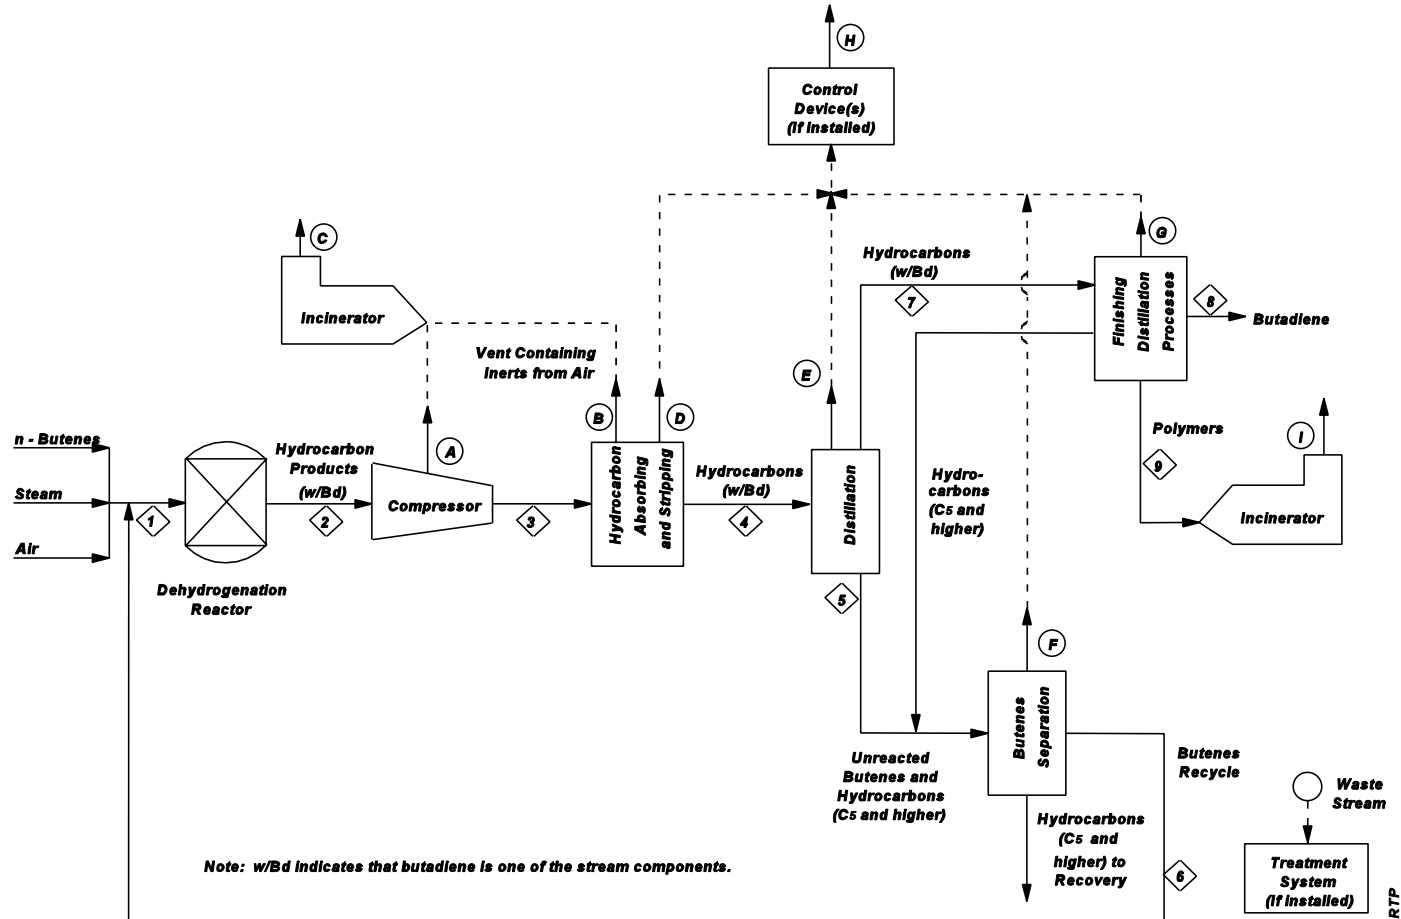 H
Control
Device(s)
(If installed)
C
Incinerator
Vent Containing
Inerts from Air
Hydrocarbons
(w/Bd)
7
G
Finishing
Distillation
Processes
8
Butadiene
E
B
D
A
n - Butenes
Hydrocarbon
Products
(w/Bd)
2
Steam
1
Air
Compressor
3
Hydrocarbon
Absorbing
and Stripping
Hydrocarbons
(w/Bd)
4
Distillation
Hydro-
carbons
(C5 and
higher)
Polymers
9
I
Incinerator
Dehydrogenation
Reactor
5
F
Butenes
Separation
Unreacted
Butenes and
Hydrocarbons
(C5 and higher)
Butenes
Recycle
Hydrocarbons
(C5 and
higher) to
Recovery
6
Waste
Stream
Treatment
System
(If installed)
Note: w/Bd indicates that butadiene is one of the stream components.
RTP